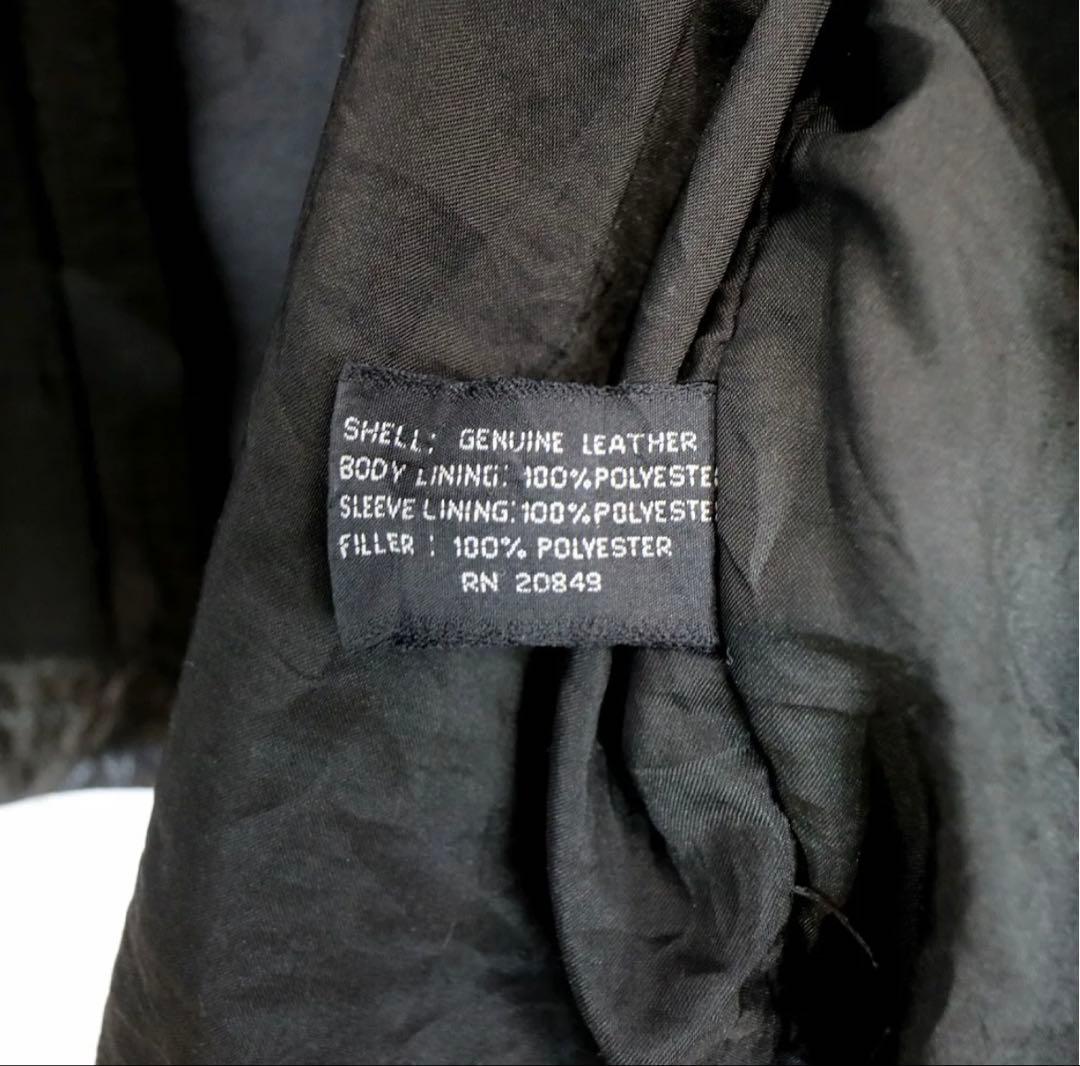 SHELL: GENUINE LEATHER
BODY LINING: 100% POLYESTE
SLEEVE LINING: 100% POLYESTE
FILLER : 100% POLYESTER
RN 20849